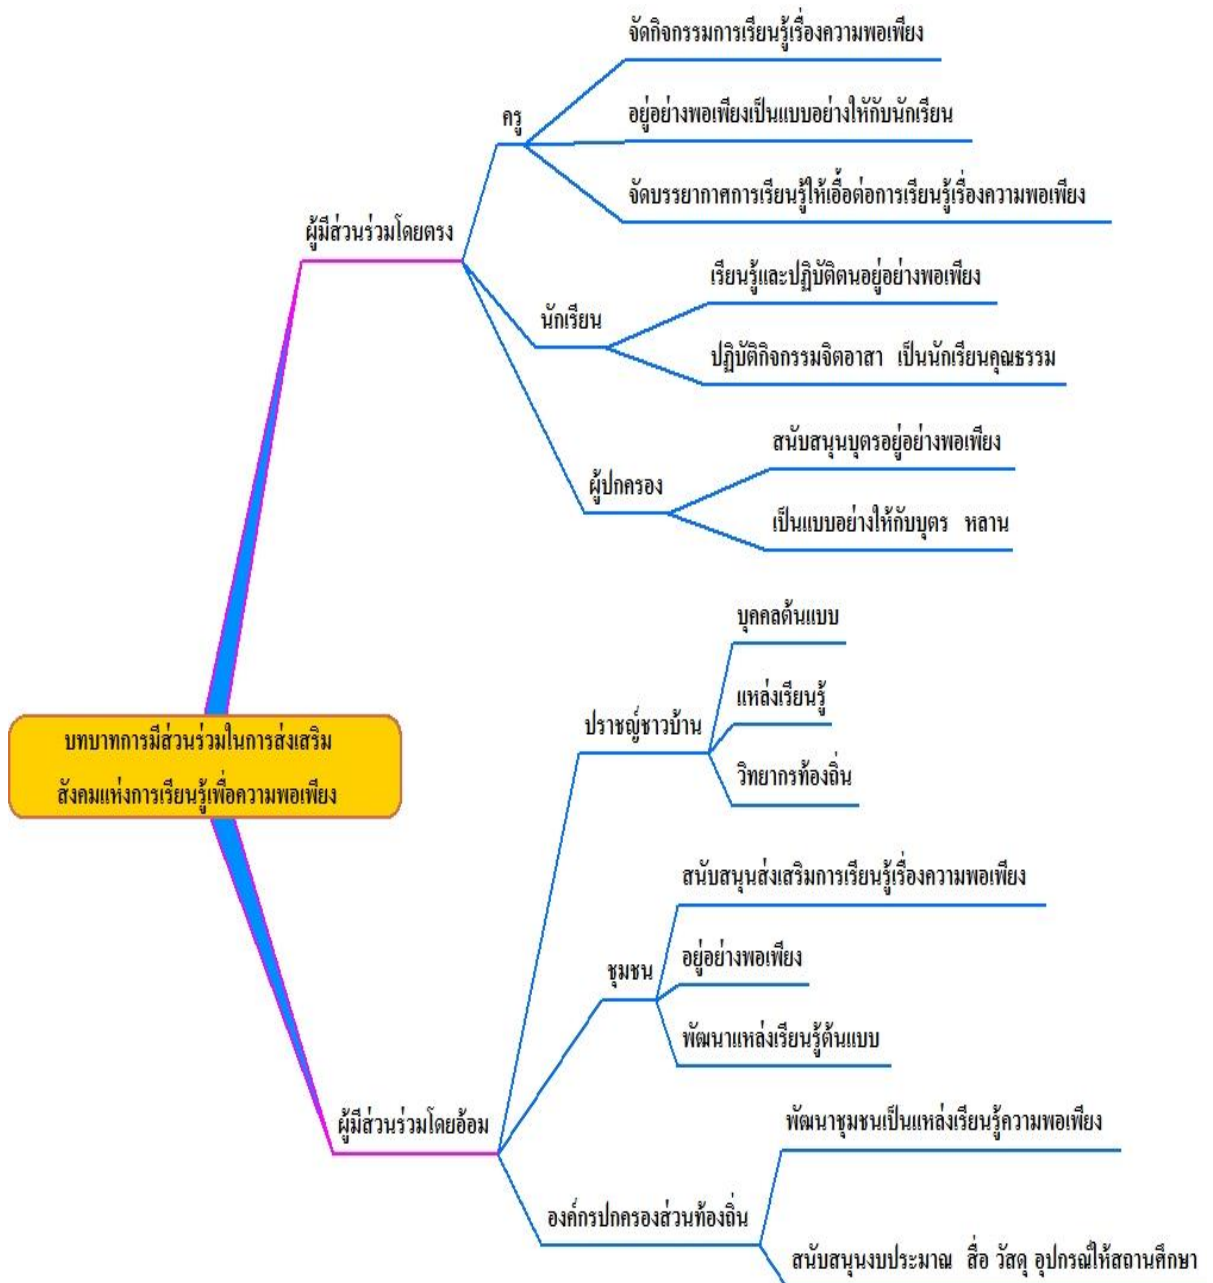 จัดกิจกรรมการเรียนรู้เรื่องความพอเพียง
ครู
อยู่อย่างพอเพียงเป็นแบบอย่างให้กับนักเรียน
จัดบรรยากาศการเรียนรู้ให้เอื้อต่อการเรียนรู้เรื่องความพอเพียง
ผู้มีส่วนร่วมโดยตรง
นักเรียน
เรียนรู้และปฏิบัติตนอยู่อย่างพอเพียง
ปฏิบัติกิจกรรมจิตอาสา เป็นนักเรียนคุณธรรม
ผู้ปกครอง
สนับสนุนบุตรอยู่อย่างพอเพียง
เป็นแบบอย่างให้กับบุตร หลาน
บทบาทการมีส่วนร่วมในการส่งเสริม
สังคมแห่งการเรียนรู้เพื่อความพอเพียง
ปราชญ์ชาวบ้าน
บุคคลต้นแบบ
แหล่งเรียนรู้
วิทยากรท้องถิ่น
ชุมชน
สนับสนุนส่งเสริมการเรียนรู้เรื่องความพอเพียง
อยู่อย่างพอเพียง
พัฒนาแหล่งเรียนรู้ต้นแบบ
ผู้มีส่วนร่วมโดยอ้อม
องค์กรปกครองส่วนท้องถิ่น
พัฒนาชุมชนเป็นแหล่งเรียนรู้ความพอเพียง
สนับสนุนงบประมาณ สื่อ วัสดุ อุปกรณ์ให้สถานศึกษา